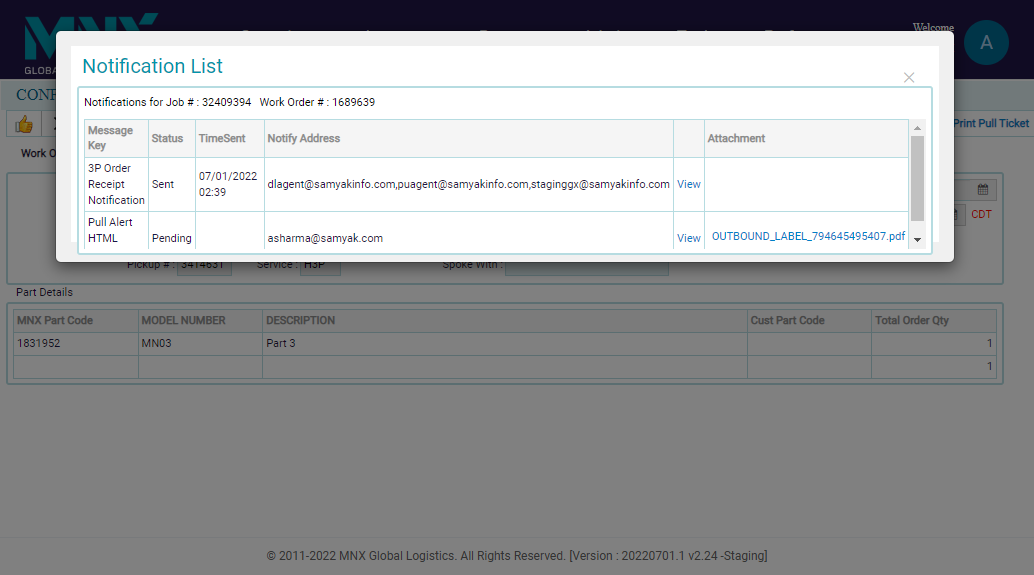 MNX
GLOBA
Welcome
A
Notification List
CONF
Notifications for Job # : 32409394 Work Order # : 1689639
Print Pull Ticket
Message Key Status TimeSent Notify Address Attachment
Work O
3P Order Receipt Notification Sent 07/01/2022 02:39 dlagent@samyakinfo.com,puagent@samyakinfo.com,staginggx@samyakinfo.com View
CDT
Pull Alert HTML Pending asharma@samyak.com View OUTBOUND_LABEL_794645495407.pdf
Pickup # : 3414631 Service : H3P Spoke With :
Part Details
MNX Part Code MODEL NUMBER DESCRIPTION Cust Part Code Total Order Qty
1831952 MN03 Part 3 1
1
© 2011-2022 MNX Global Logistics. All Rights Reserved. [Version : 20220701.1 v2.24 -Staging]